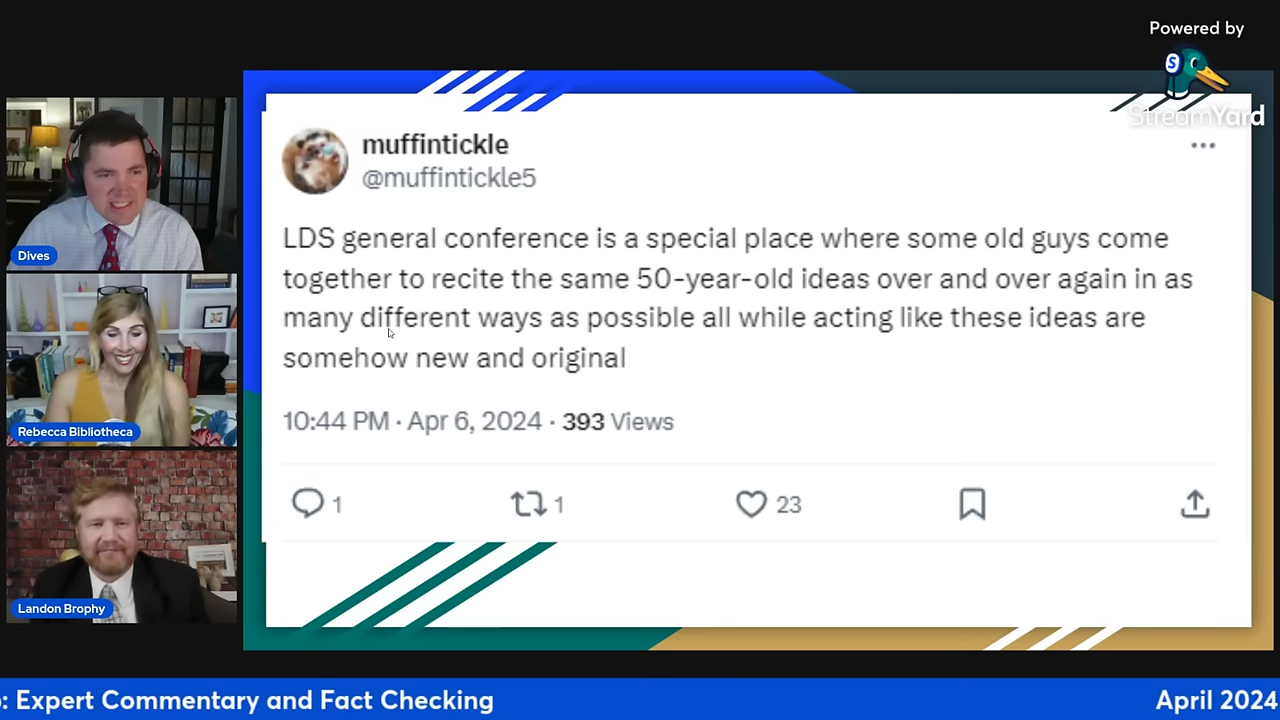 Powered by
S
StreamYard
muffintickle
@muffintickle5
LDS general conference is a special place where some old guys come
together to recite the same 50-year-old ideas over and over again in as
many different ways as possible all while acting like these ideas are
somehow new and original
10:44 PM · Apr 6, 2024 · 393 Views
1
1
23
Dives
Rebecca Bibliotheca
Landon Brophy
: Expert Commentary and Fact Checking
April 2024